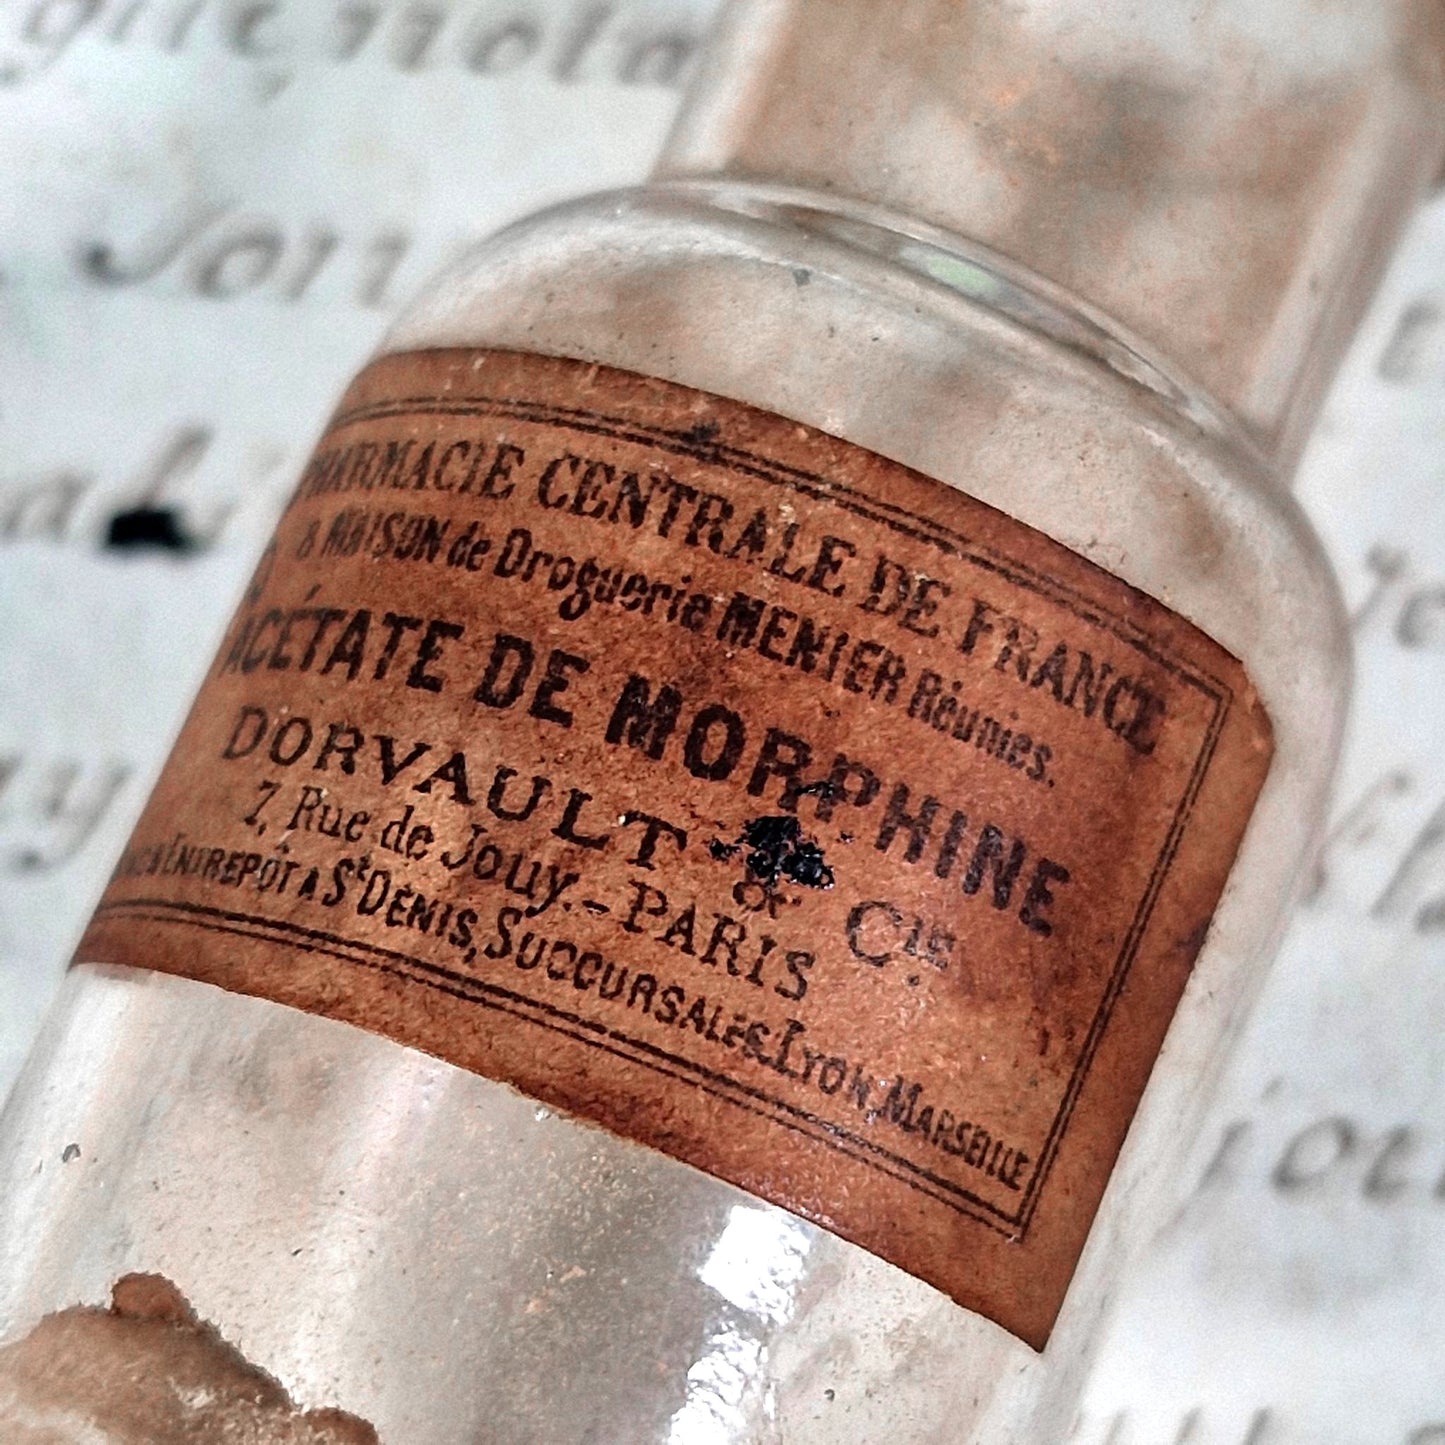 PHARMACIE CENTRALE DE FRANCE
& MAISON de Droguerie MENIER Réunies.
ACÉTATE DE MORPHINE
DORVAULT & CIE
7, Rue de Jouy. - PARIS
ENTREPÔT A St DENIS, SUCCURSALES LYON, MARSEILLE